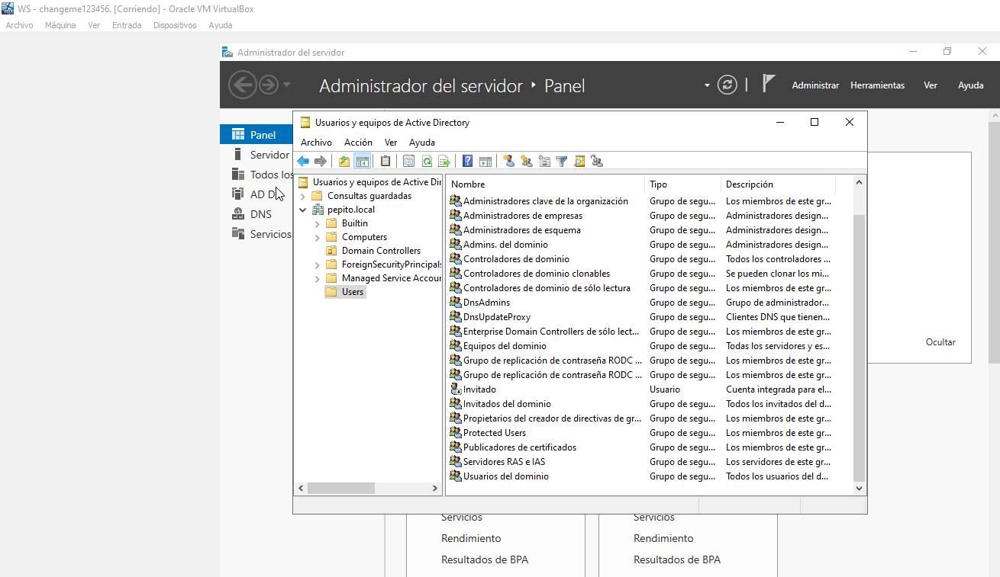 WS - changeme123456. [Corriendo] - Oracle VM VirtualBox
Archivo Máquina Ver Entrada Dispositivos Ayuda
Administrador del servidor
Administrador del servidor Panel
Administrar Herramientas Ver Ayuda
Panel
Servidor
Todos los
AD D
DNS
Servicios
Usuarios y equipos de Active Directory
Archivo Acción Ver Ayuda
Usuarios y equipos de Active Dir
Consultas guardadas
pepito.local
Builtin
Computers
Domain Controllers
ForeignSecurityPrincipals
Managed Service Accour
Users
Nombre Tipo Descripción
Administradores clave de la organización Grupo de segu... Los miembros de este gr...
Administradores de empresas Grupo de segu... Administradores design...
Administradores de esquema Grupo de segu... Administradores design...
Admins. del dominio Grupo de segu... Administradores design...
Controladores de dominio Grupo de segu... Todos los controladores ...
Controladores de dominio clonables Grupo de segu... Se pueden clonar los mi...
Controladores de dominio de sólo lectura Grupo de segu... Los miembros de este gr...
DnsAdmins Grupo de segu... Grupo de administrador...
DnsUpdateProxy Grupo de segu... Clientes DNS que tienen...
Enterprise Domain Controllers de sólo lect... Grupo de segu... Los miembros de este gr...
Equipos del dominio Grupo de segu... Todas los servidores y es...
Grupo de replicación de contraseña RODC ... Grupo de segu... Los miembros de este gr...
Grupo de replicación de contraseña RODC ... Grupo de segu... Los miembros de este gr...
Invitado Usuario Cuenta integrada para el...
Invitados del dominio Grupo de segu... Todos los invitados del d...
Propietarios del creador de directivas de gr... Grupo de segu... Los miembros de este gr...
Protected Users Grupo de segu... Los miembros de este gr...
Publicadores de certificados Grupo de segu... Los miembros de este gr...
Servidores RAS e IAS Grupo de segu... Los servidores de este gr...
Usuarios del dominio Grupo de segu... Todos los usuarios del d...
Ocultar
Servicios Servicios
Rendimiento Rendimiento
Resultados de BPA Resultados de BPA